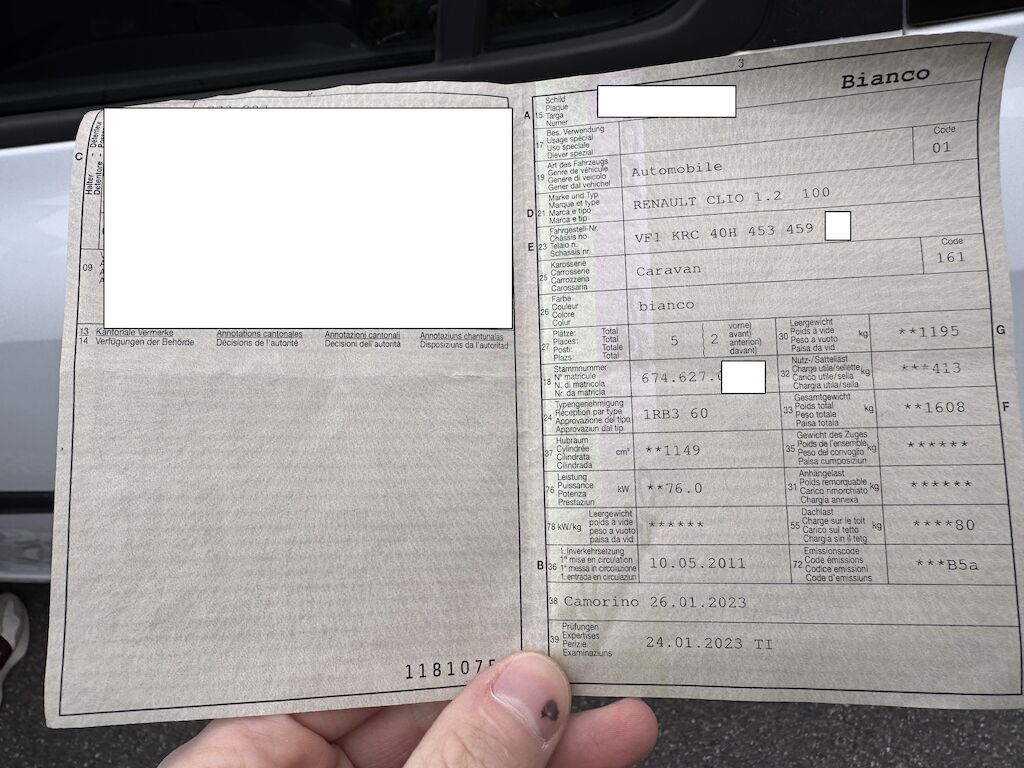 3
Bianco
C
Halter - Détenteur
09
13 Kantonale Vermerke Annotations cantonales Annotazioni cantonali Annotaziuns chantunalas
14 Verfügungen der Behörde. Décisions de l'autorité Decisioni dell'autorità Disposiziuns da l'autoritad
1181075
A 15 Schild
Plaque
Targa
Numer
17 Bes. Verwendung
Usage spécial
Uso speciale
Diever spezial
19 Art des Fahrzeugs
Genre de véhicule
Genere di veicolo
Gener dal vehichel
Automobile
Code
01
D 21 Marke und Typ
Marque et type
Marca e tipo
Marca e tip
RENAULT CLIO 1.2 100
E 23 Fahrgestell-Nr.
Châssis no
Telaio n.
Schassis nr.
VF1 KRC 40H 453 459
25 Karosserie
Carrosserie
Carrozzeria
Carossaria
Caravan
Code
161
26 Farbe
Couleur
Colore
Colur
bianco
27 Plätze: Total
Places: Total
Posti: Totale
Plazs: Total
5 2 vorne)
avant)
anteriori)
davant)
30 Leergewicht
Poids à vide
Peso a vuoto
Paisa da vid
kg **1195 G
18 Stammnummer
N° matricule
N. di matricola
Nr. da matricla
674.627.
32 Nutz-/Sattellast
Charge utile/sellette
Carico utile/sella
Chargia utila/sella
kg ***413
24 Typengenehmigung
Réception par type
Approvazione del tipo
Approvaziun dal tip
1RB3 60
33 Gesamtgewicht
Poids total
Peso totale
Paisa totala
kg **1608 F
37 Hubraum
Cylindrée
Cilindrata
Cilindrada
cm³ **1149
35 Gewicht des Zuges
Poids de l'ensemble
Peso del convoglio
Paisa cumposiziun
kg ******
76 Leistung
Puissance
Potenza
Prestaziun
kW **76.0
31 Anhängelast
Poids remorquable
Carico rimorchiato
Chargia annexa
kg ******
78 kW/kg Leergewicht
poids à vide
peso a vuoto
paisa da vid
******
55 Dachlast
Charge sur le toit
Carico sul tetto
Chargia sin il tetg
kg ****80
B 36 1. Inverkehrsetzung
1re mise en circulation
1a messa in circolazione
1. entrada en circulaziun
10.05.2011
72 Emissionscode
Code émissions
Codice emissioni
Code d'emissiuns
***B5a
38 Camorino 26.01.2023
39 Prüfungen
Expertises
Perizie
Examinaziuns
24.01.2023 TI